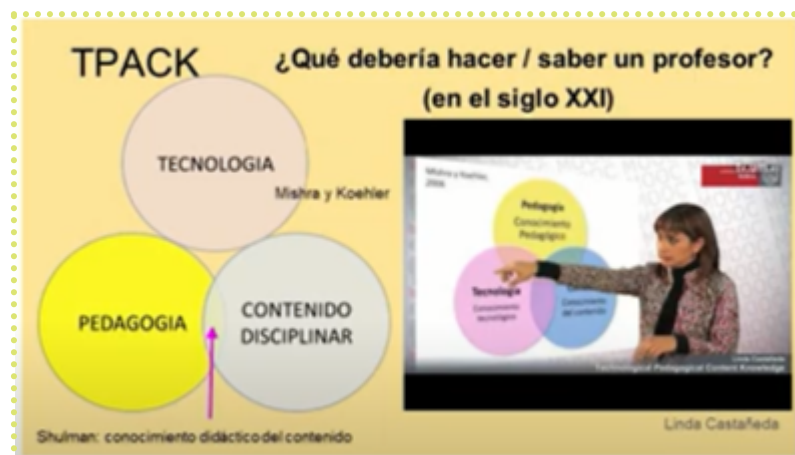 TPACK
¿Qué debería hacer / saber un profesor?
(en el siglo XXI)
TECNOLOGIA
Mishra y Koehler
PEDAGOGIA
CONTENIDO
DISCIPLINAR
Shulman: conocimiento didáctico del contenido
Mishra y Koehler,
2006
Pedagogía
Conocimiento
Pedagógico
Tecnología
Conocimiento
tecnológico
Conocimiento
del contenido
Linda Castañeda
Technological Pedagogical Content Knowledge
Linda Castañeda